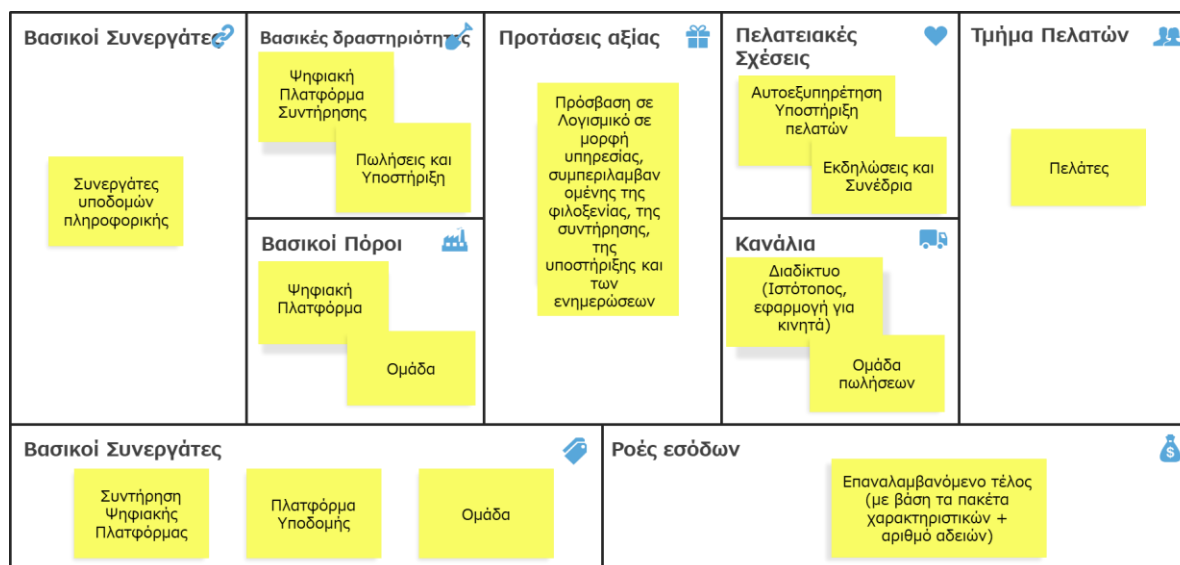 Βασικοί Συνεργάτες
Συνεργάτες
υποδομών
πληροφορικής
Βασικές δραστηριότητες
Ψηφιακή
Πλατφόρμα
Συντήρησης
Πωλήσεις και
Υποστήριξη
Βασικοί Πόροι
Ψηφιακή
Πλατφόρμα
Ομάδα
Προτάσεις αξίας
Πρόσβαση σε
Λογισμικό σε
μορφή
υπηρεσίας,
συμπεριλαμβαν
ομένης της
φιλοξενίας, της
συντήρησης,
της
υποστήριξης και
των
ενημερώσεων
Πελατειακές
Σχέσεις
Αυτοεξυπηρέτηση
Υποστήριξη
πελατών
Εκδηλώσεις και
Συνέδρια
Κανάλια
Διαδίκτυο
(Ιστότοπος,
εφαρμογή για
κινητά)
Ομάδα
πωλήσεων
Τμήμα Πελατών
Πελάτες
Βασικοί Συνεργάτες
Συντήρηση
Ψηφιακής
Πλατφόρμας
Πλατφόρμα
Υποδομής
Ομάδα
Ροές εσόδων
$
Επαναλαμβανόμενο τέλος
(με βάση τα πακέτα
χαρακτηριστικών +
αριθμό αδειών)